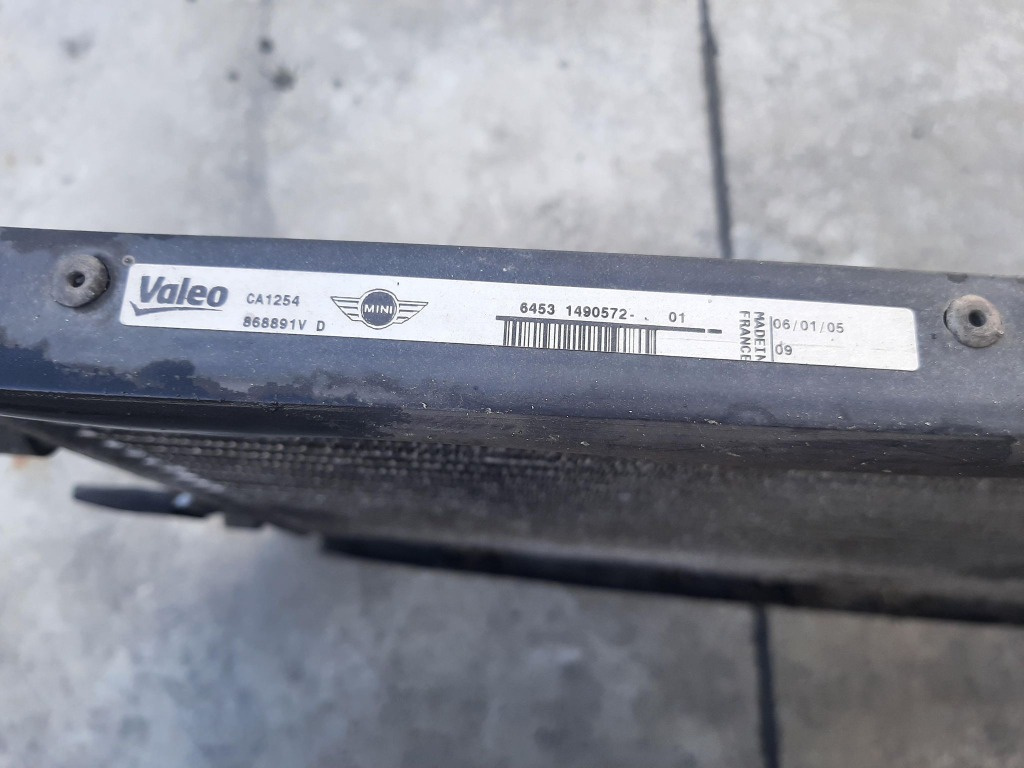 Valeo CA1254
868891V D
MINI
6453 1490572-. 01
MADE IN
FRANCE
06/01/05
09